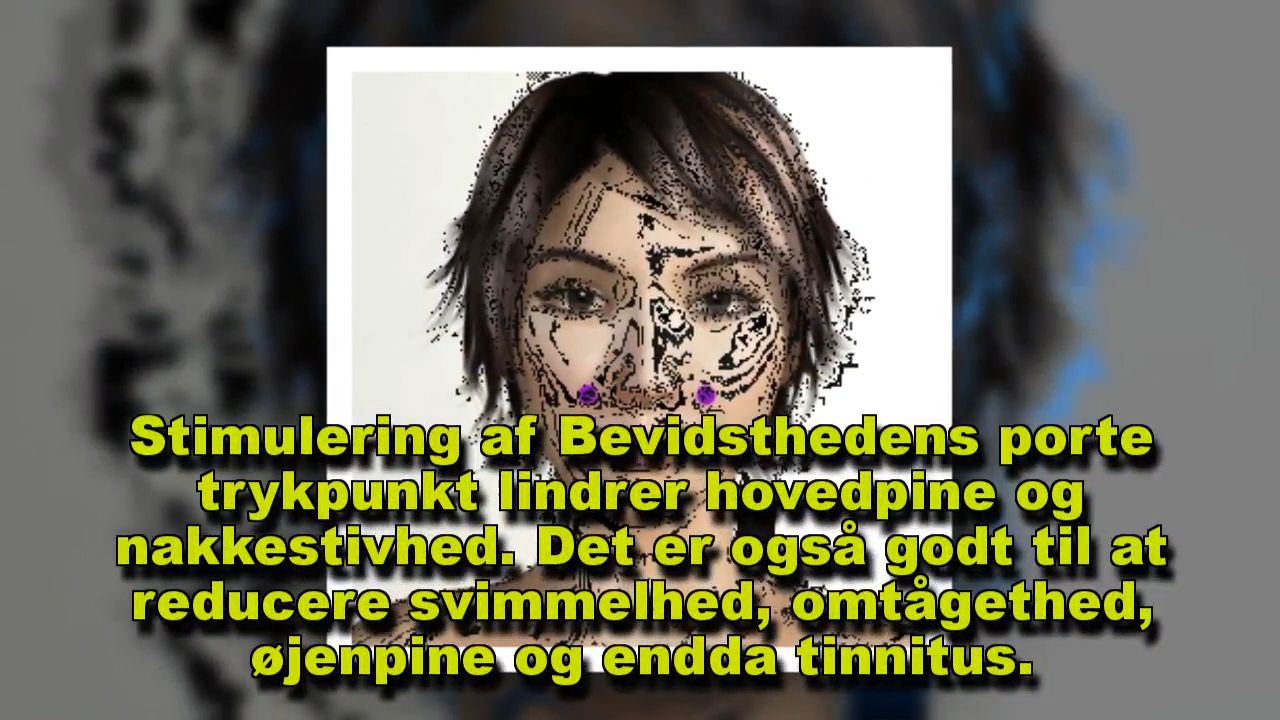 Stimulering af Bevidsthedens porte
trykpunkt lindrer hovedpine og
nakkestivhed. Det er også godt til at
reducere svimmelhed, omtågethed,
øjenpine og endda tinnitus.